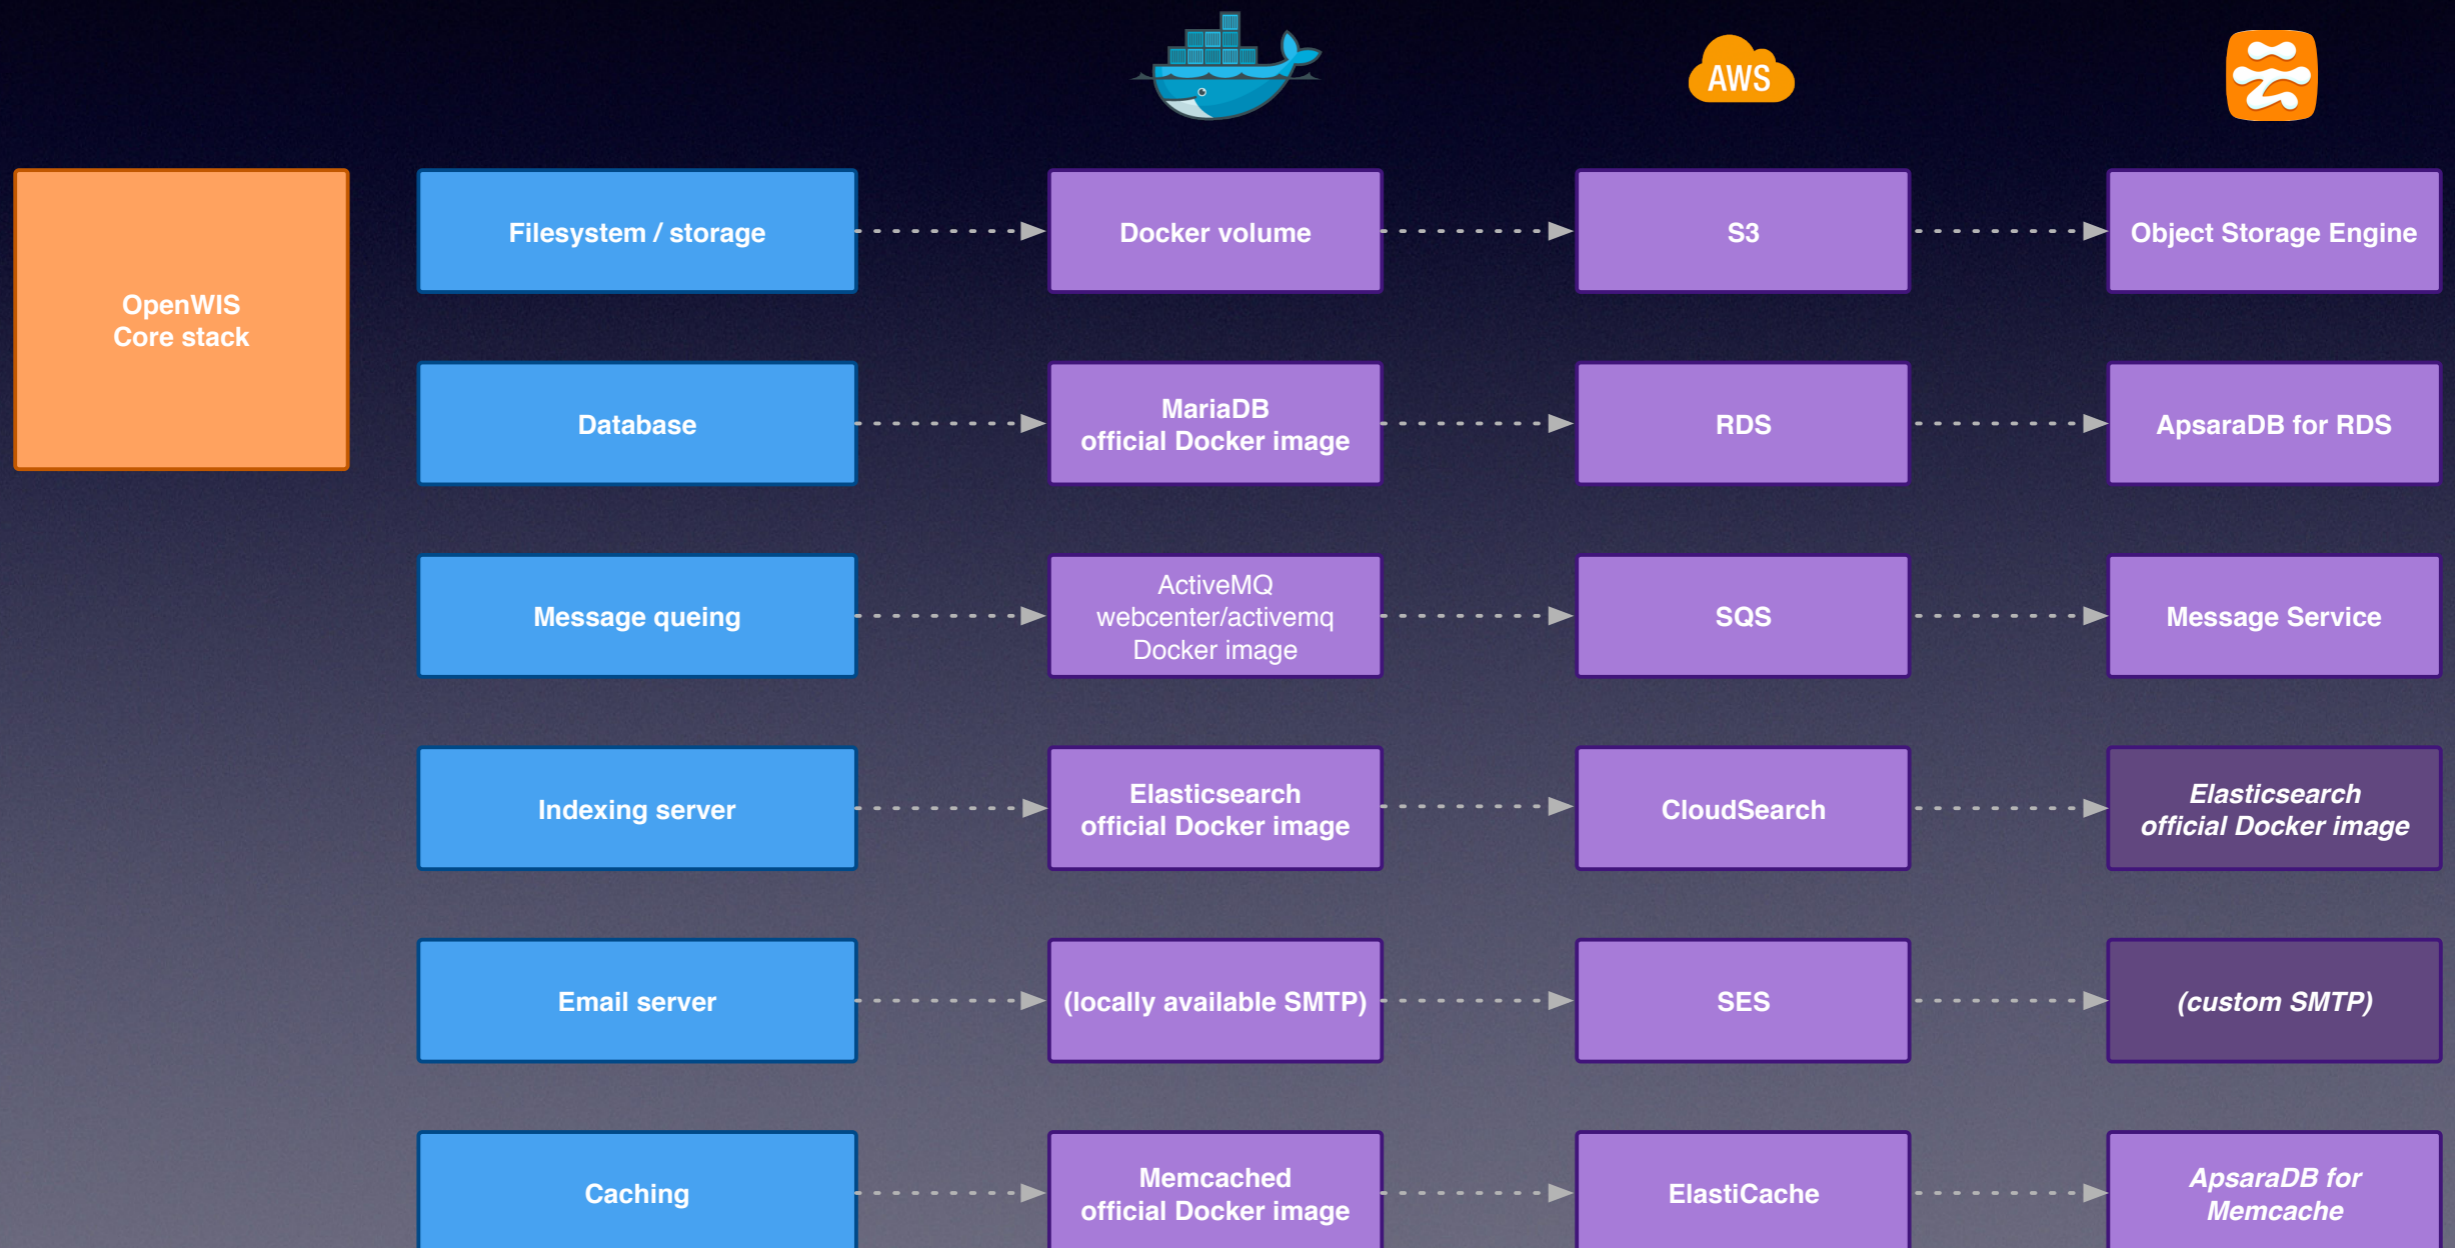 AWS
OpenWIS
Core stack
Filesystem / storage
Docker volume
S3
Object Storage Engine
Database
MariaDB
official Docker image
RDS
ApsaraDB for RDS
Message queing
ActiveMQ
webcenter/activemq
Docker image
SQS
Message Service
Indexing server
Elasticsearch
official Docker image
CloudSearch
Elasticsearch
official Docker image
Email server
(locally available SMTP)
SES
(custom SMTP)
Caching
Memcached
official Docker image
ElastiCache
ApsaraDB for
Memcache